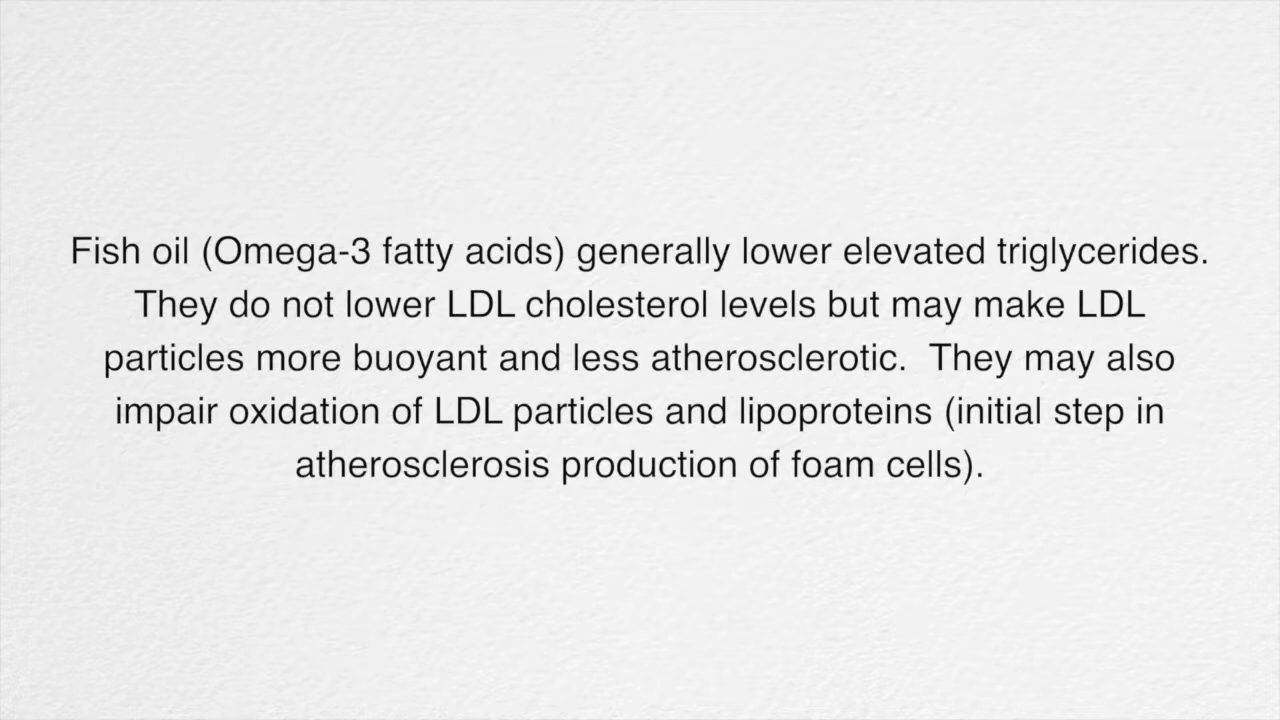 Fish oil (Omega-3 fatty acids) generally lower elevated triglycerides.
They do not lower LDL cholesterol levels but may make LDL
particles more buoyant and less atherosclerotic.  They may also
impair oxidation of LDL particles and lipoproteins (initial step in
atherosclerosis production of foam cells).